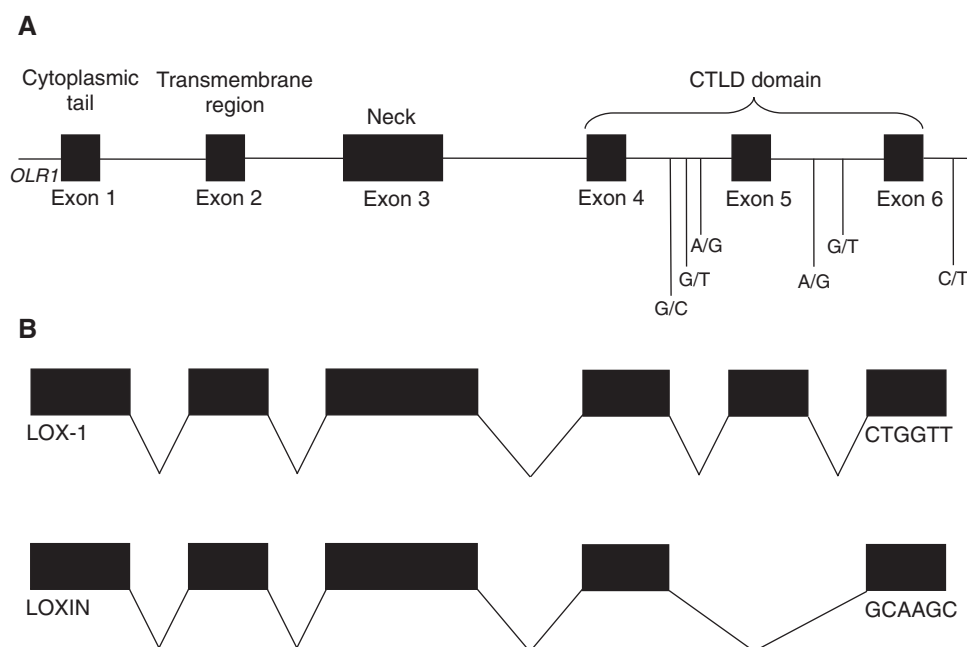 A
Cytoplasmic
tail
Transmembrane
region
Neck
CTLD domain
OLR1
Exon 1
Exon 2
Exon 3
Exon 4
Exon 5
Exon 6
A/G
G/T
G/C
G/T
A/G
C/T
B
LOX-1
CTGGTT
LOXIN
GCAAGC